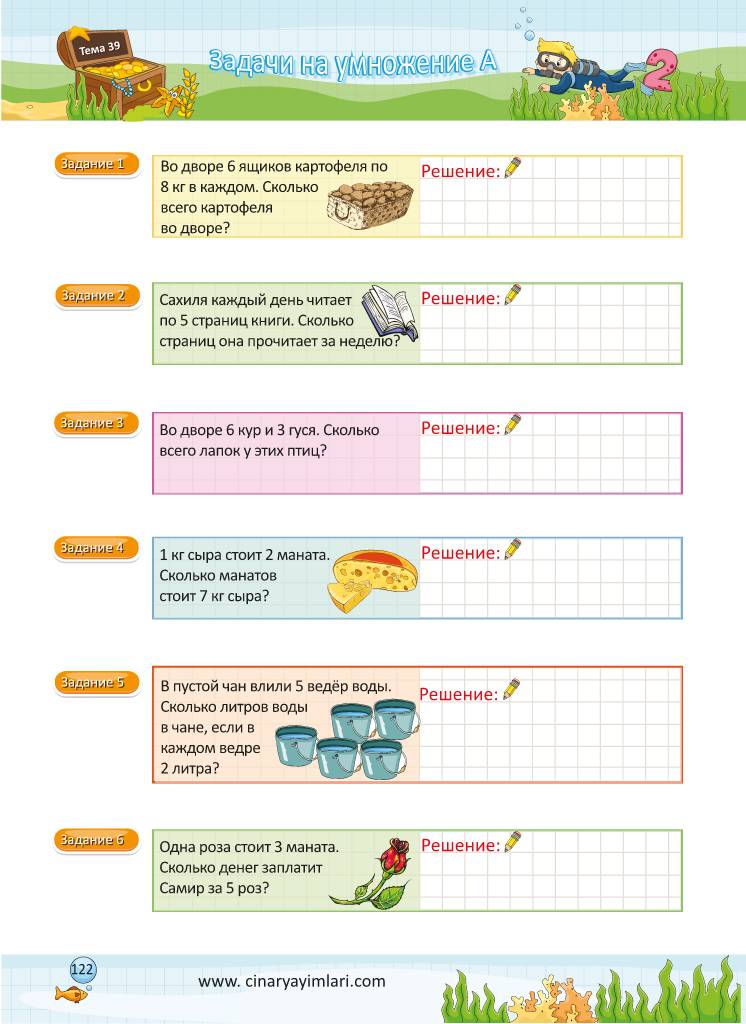 Тема 39
Задачи на умножение А
2
Задание 1
Во дворе 6 ящиков картофеля по
8 кг в каждом. Сколько
всего картофеля
во дворе?
Решение:
Задание 2
Сахиля каждый день читает
по 5 страниц книги. Сколько
страниц она прочитает за неделю?
Решение:
Задание 3
Во дворе 6 кур и 3 гуся. Сколько
всего лапок у этих птиц?
Решение:
Задание 4
1 кг сыра стоит 2 маната.
Сколько манатов
стоит 7 кг сыра?
Решение:
Задание 5
В пустой чан влили 5 ведёр воды.
Сколько литров воды
в чане, если в
каждом ведре
2 литра?
Решение:
Задание 6
Одна роза стоит 3 маната.
Сколько денег заплатит
Самир за 5 роз?
Решение:
122
www. cinaryayimlari.com